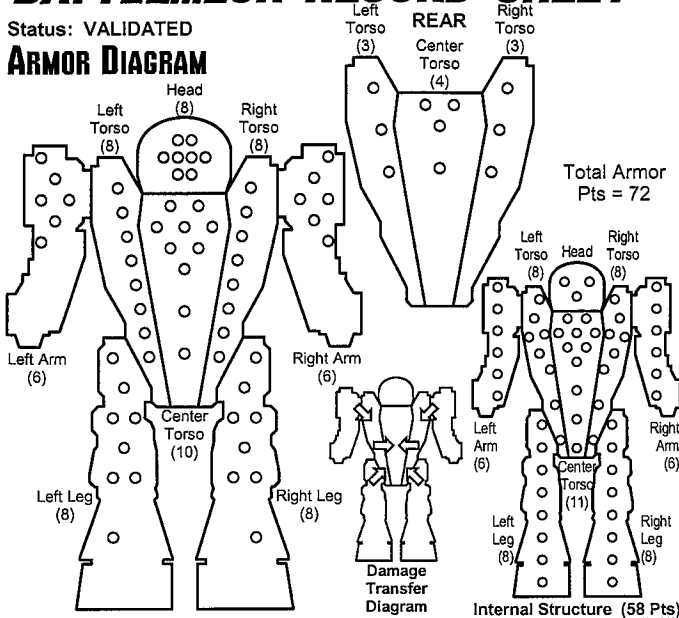 BATTLEMECH RECORD SHEET
Status: VALIDATED
ARMOR DIAGRAM
Head
(8)
Left
Torso
(8)
Right
Torso
(8)
Left Arm
(6)
Right Arm
(6)
Center
Torso
(10)
Left Leg
(8)
Right Leg
(8)
REAR
Left
Torso
(3)
Center
Torso
(4)
Right
Torso
(3)
Total Armor
Pts = 72
Damage
Transfer
Diagram
Left
Torso
(8)
Head
Right
Torso
(8)
Left
Arm
(6)
Right
Arm
(6)
Center
Torso
(11)
Left
Leg
(8)
Right
Leg
(8)
Internal Structure (58 Pts)